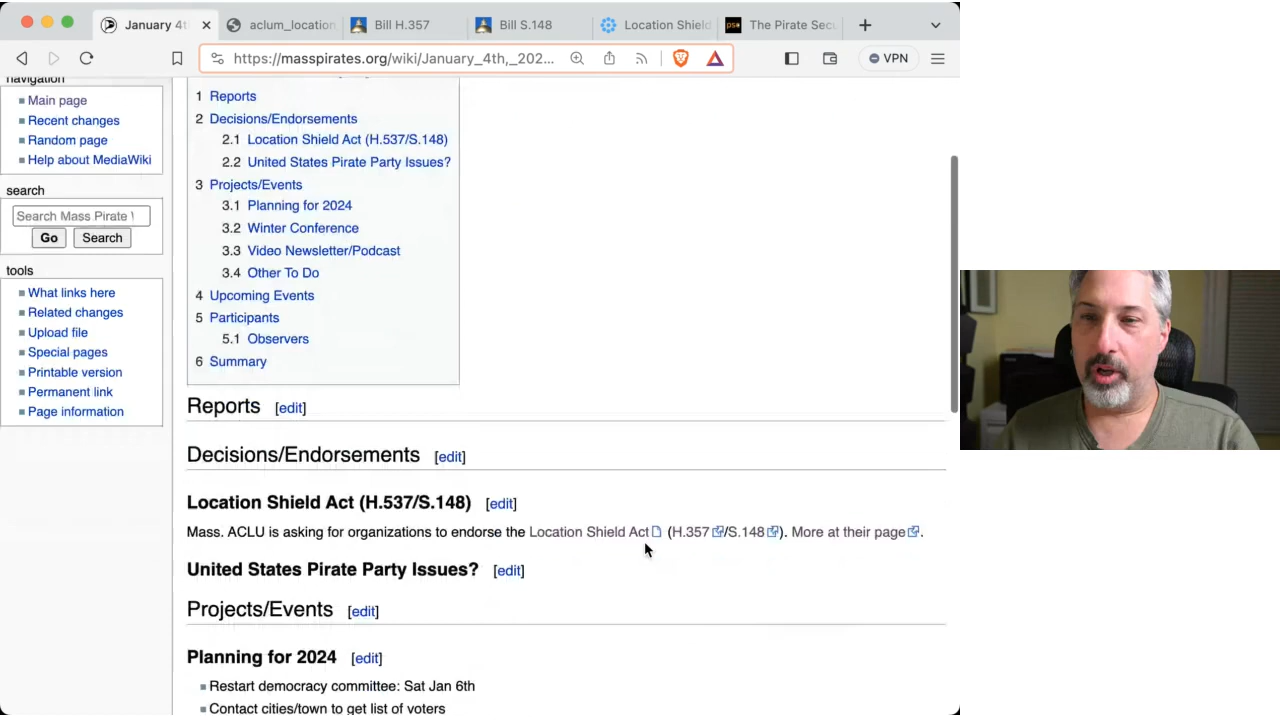 January 4t
aclum_location
Bill H.357
Bill S.148
Location Shield
The Pirate Secu
https://masspirates.org/wiki/January_4th,_202...
VPN
navigation
Main page
Recent changes
Random page
Help about MediaWiki
search
Search Mass Pirate W
Go
Search
tools
What links here
Related changes
Upload file
Special pages
Printable version
Permanent link
Page information
1 Reports
2 Decisions/Endorsements
2.1 Location Shield Act (H.537/S.148)
2.2 United States Pirate Party Issues?
3 Projects/Events
3.1 Planning for 2024
3.2 Winter Conference
3.3 Video Newsletter/Podcast
3.4 Other To Do
4 Upcoming Events
5 Participants
5.1 Observers
6 Summary
Reports [edit]
Decisions/Endorsements [edit]
Location Shield Act (H.537/S.148) [edit]
Mass. ACLU is asking for organizations to endorse the Location Shield Act (H.357/S.148). More at their page.
United States Pirate Party Issues? [edit]
Projects/Events [edit]
Planning for 2024 [edit]
Restart democracy committee: Sat Jan 6th
Contact cities/town to get list of voters